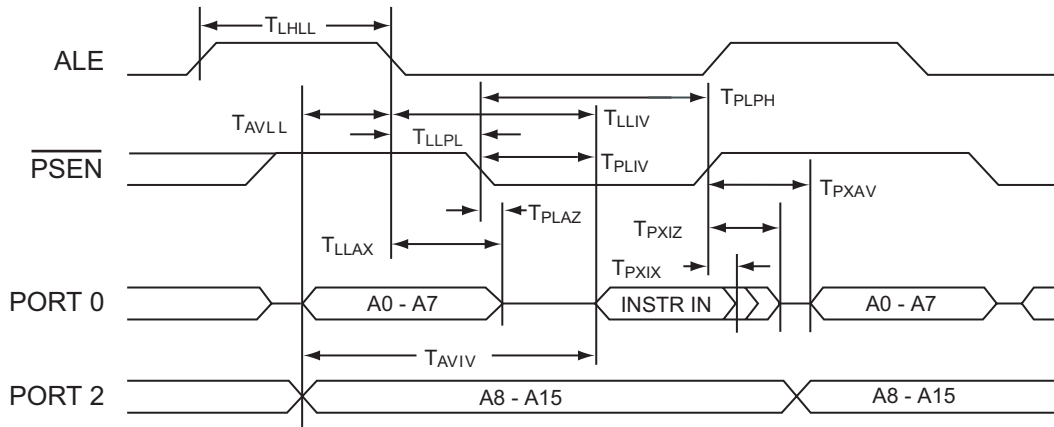 TLHLL
ALE
TPLPH
TAVLL
TLLIV
TLLPL
PSEN
TPLIV
TPXAV
TPLAZ
TLLAX
TPXIZ
TPXIX
PORT 0
A0 - A7
INSTR IN
A0 - A7
TAVIV
PORT 2
A8 - A15
A8 - A15